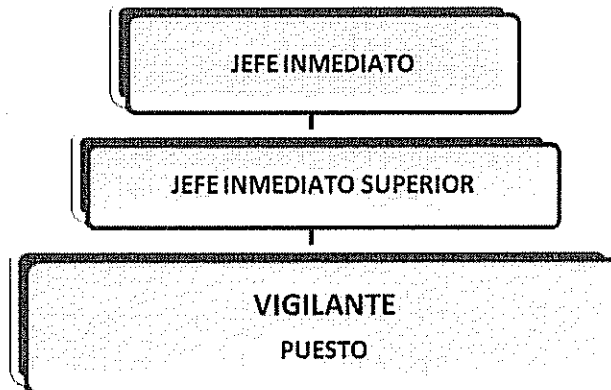 JEFE INMEDIATO
JEFE INMEDIATO SUPERIOR
VIGILANTE
PUESTO